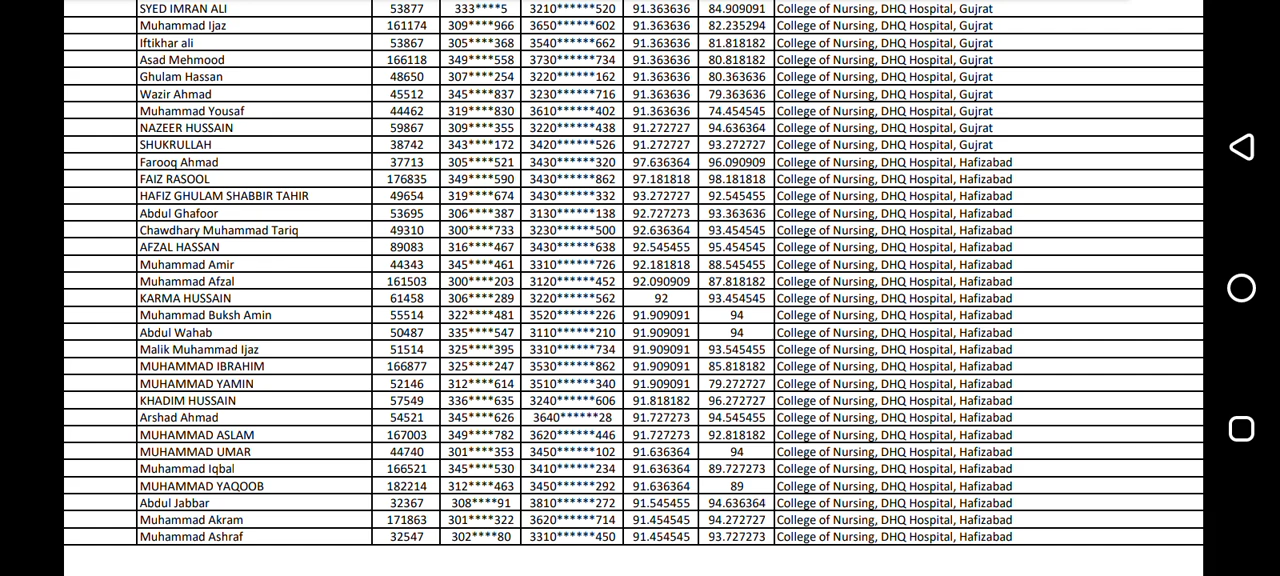 SYED IMRAN ALI 53877 333****5 3210******520 91.363636 84.909091 College of Nursing, DHQ Hospital, Gujrat
Muhammad Ijaz 161174 309****966 3650******602 91.363636 82.235294 College of Nursing, DHQ Hospital, Gujrat
Iftikhar ali 53867 305****368 3540******662 91.363636 81.818182 College of Nursing, DHQ Hospital, Gujrat
Asad Mehmood 166118 349****558 3730******734 91.363636 80.818182 College of Nursing, DHQ Hospital, Gujrat
Ghulam Hassan 48650 307****254 3220******162 91.363636 80.363636 College of Nursing, DHQ Hospital, Gujrat
Wazir Ahmad 45512 345****837 3230******716 91.363636 79.363636 College of Nursing, DHQ Hospital, Gujrat
Muhammad Yousaf 44462 319****830 3610******402 91.363636 74.454545 College of Nursing, DHQ Hospital, Gujrat
NAZEER HUSSAIN 59867 309****355 3220******438 91.272727 94.636364 College of Nursing, DHQ Hospital, Gujrat
SHUKRULLAH 38742 343****172 3420******526 91.272727 93.272727 College of Nursing, DHQ Hospital, Gujrat
Farooq Ahmad 37713 305****521 3430******320 97.636364 96.090909 College of Nursing, DHQ Hospital, Hafizabad
FAIZ RASOOL 176835 349****590 3430******862 97.181818 98.181818 College of Nursing, DHQ Hospital, Hafizabad
HAFIZ GHULAM SHABBIR TAHIR 49654 319****674 3430******332 93.272727 92.545455 College of Nursing, DHQ Hospital, Hafizabad
Abdul Ghafoor 53695 306****387 3130******138 92.727273 93.363636 College of Nursing, DHQ Hospital, Hafizabad
Chawdhary Muhammad Tariq 49310 300****733 3230******500 92.636364 93.454545 College of Nursing, DHQ Hospital, Hafizabad
AFZAL HASSAN 89083 316****467 3430******638 92.545455 95.454545 College of Nursing, DHQ Hospital, Hafizabad
Muhammad Amir 44343 345****461 3310******726 92.181818 88.545455 College of Nursing, DHQ Hospital, Hafizabad
Muhammad Afzal 161503 300****203 3120******452 92.090909 87.818182 College of Nursing, DHQ Hospital, Hafizabad
KARMA HUSSAIN 61458 306****289 3220******562 92 93.454545 College of Nursing, DHQ Hospital, Hafizabad
Muhammad Buksh Amin 55514 322****481 3520******226 91.909091 94 College of Nursing, DHQ Hospital, Hafizabad
Abdul Wahab 50487 335****547 3110******210 91.909091 94 College of Nursing, DHQ Hospital, Hafizabad
Malik Muhammad Ijaz 51514 325****395 3310******734 91.909091 93.545455 College of Nursing, DHQ Hospital, Hafizabad
MUHAMMAD IBRAHIM 166877 325****247 3530******862 91.909091 85.818182 College of Nursing, DHQ Hospital, Hafizabad
MUHAMMAD YAMIN 52146 312****614 3510******340 91.909091 79.272727 College of Nursing, DHQ Hospital, Hafizabad
KHADIM HUSSAIN 57549 336****635 3240******606 91.818182 96.272727 College of Nursing, DHQ Hospital, Hafizabad
Arshad Ahmad 54521 345****626 3640******28 91.727273 94.545455 College of Nursing, DHQ Hospital, Hafizabad
MUHAMMAD ASLAM 167003 349****782 3620******446 91.727273 92.818182 College of Nursing, DHQ Hospital, Hafizabad
MUHAMMAD UMAR 44740 301****353 3450******102 91.636364 94 College of Nursing, DHQ Hospital, Hafizabad
Muhammad Iqbal 166521 345****530 3410******234 91.636364 89.727273 College of Nursing, DHQ Hospital, Hafizabad
MUHAMMAD YAQOOB 182214 312****463 3450******292 91.636364 89 College of Nursing, DHQ Hospital, Hafizabad
Abdul Jabbar 32367 308****91 3810******272 91.545455 94.636364 College of Nursing, DHQ Hospital, Hafizabad
Muhammad Akram 171863 301****322 3620******714 91.454545 94.272727 College of Nursing, DHQ Hospital, Hafizabad
Muhammad Ashraf 32547 302****80 3310******450 91.454545 93.727273 College of Nursing, DHQ Hospital, Hafizabad